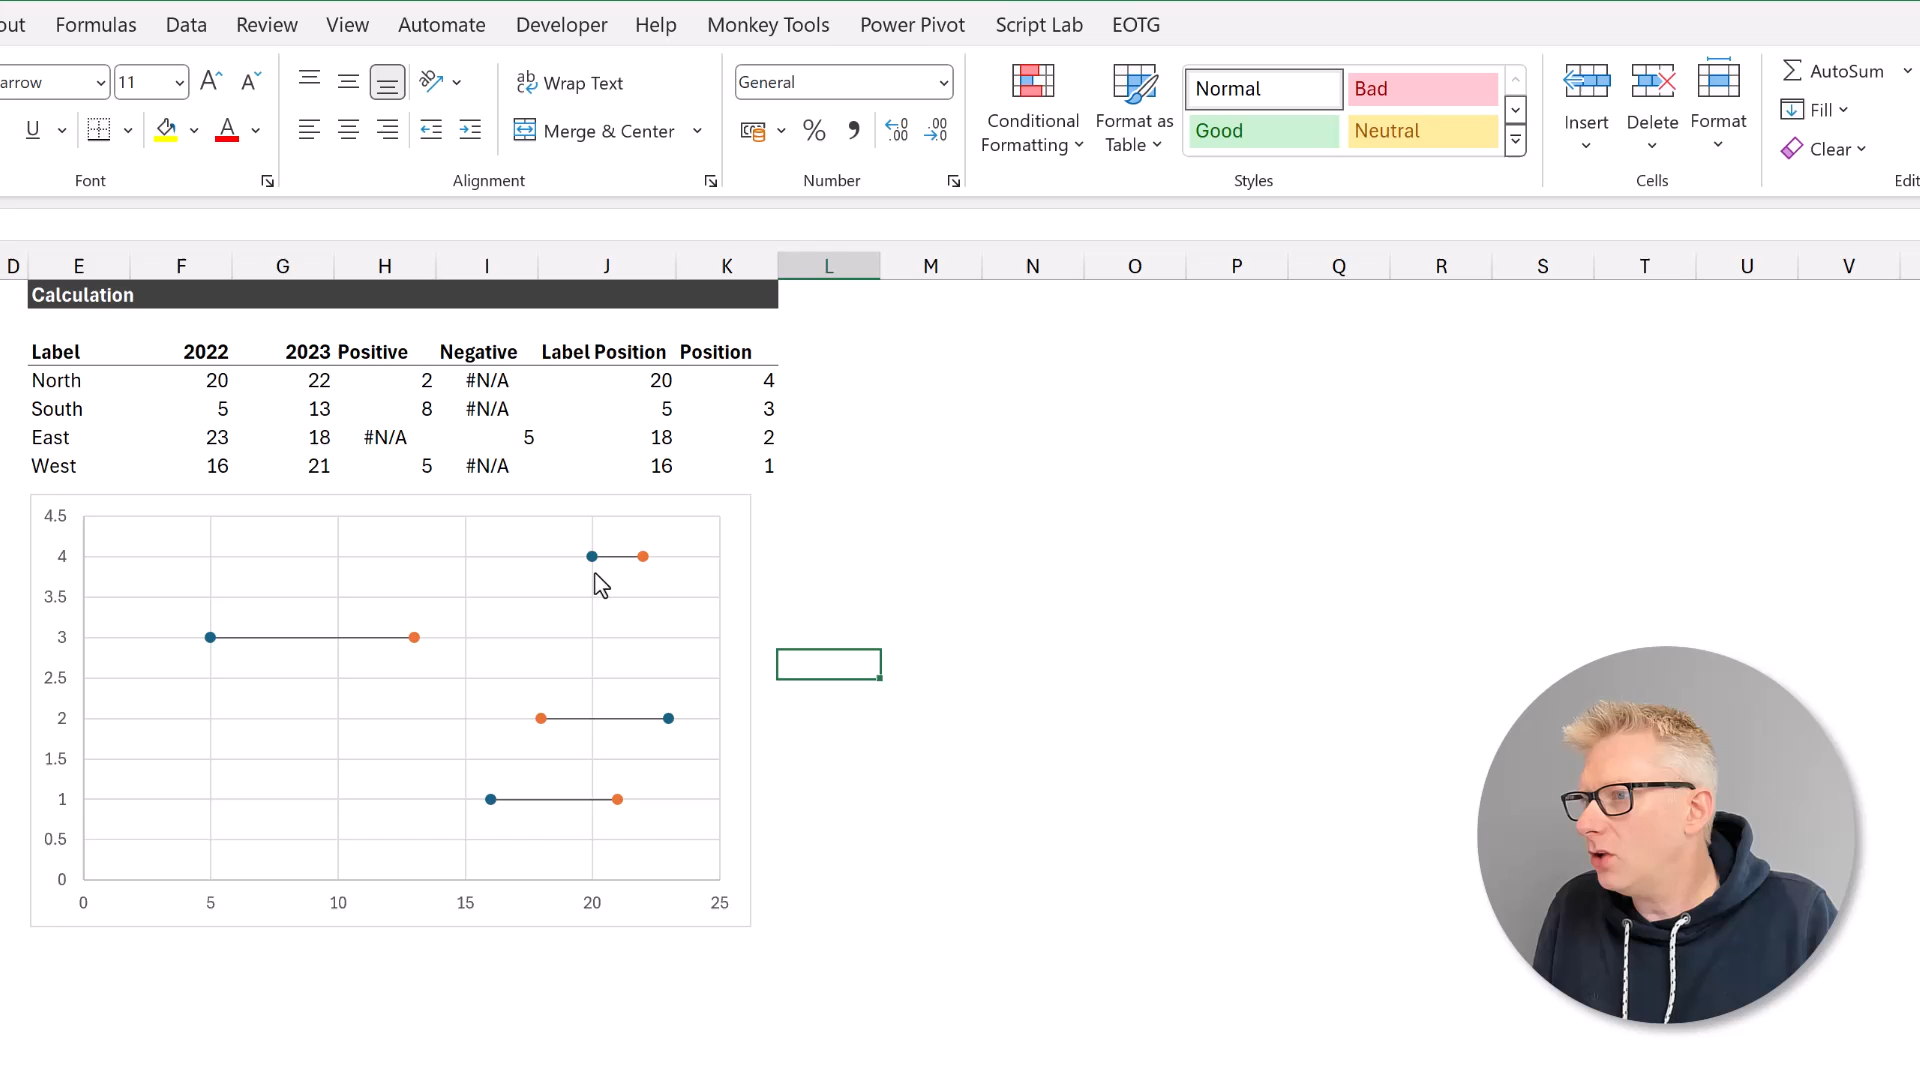 out Formulas Data Review View Automate Developer Help Monkey Tools Power Pivot Script Lab EOTG
arrow 11 A A ab Wrap Text General Normal Bad AutoSum
U A Merge & Center % Conditional Formatting Format as Table Good Neutral Insert Delete Format Fill
Clear
Font Alignment Number Styles Cells Edit
D E F G H I J K L M N O P Q R S T U V
Calculation
Label 2022 2023 Positive Negative Label Position Position
North 20 22 2 #N/A 20 4
South 5 13 8 #N/A 5 3
East 23 18 #N/A 5 18 2
West 16 21 5 #N/A 16 1
4.5
4
3.5
3
2.5
2
1.5
1
0.5
0
0 5 10 15 20 25